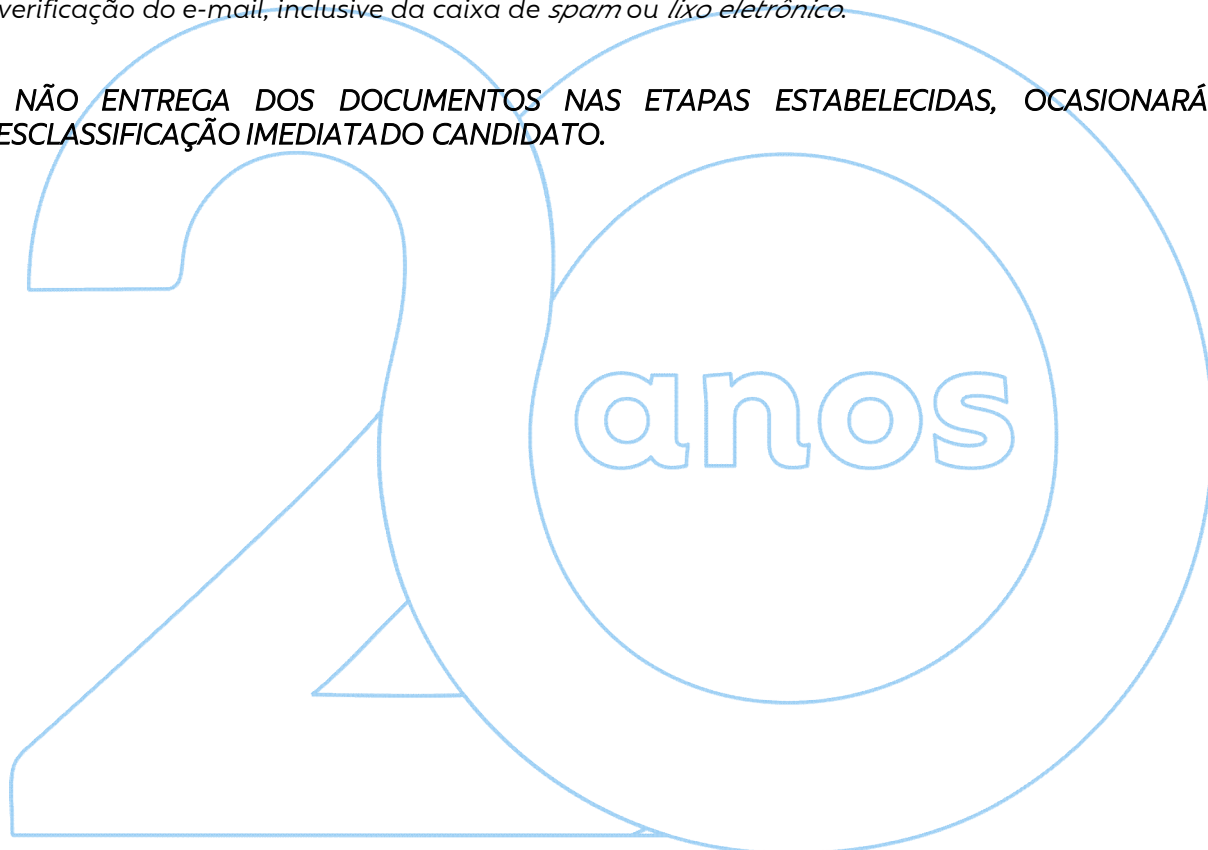 verificação do e-mail, inclusive da caixa de spam ou lixo eletrônico.
NÃO ENTREGA DOS DOCUMENTOS NAS ETAPAS ESTABELECIDAS, OCASIONARÁ
ESCLASSIFICAÇÃO IMEDIATADO CANDIDATO.
20
anos